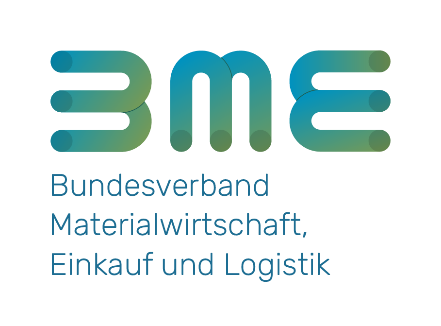 BME
Bundesverband
Materialwirtschaft,
Einkauf und Logistik